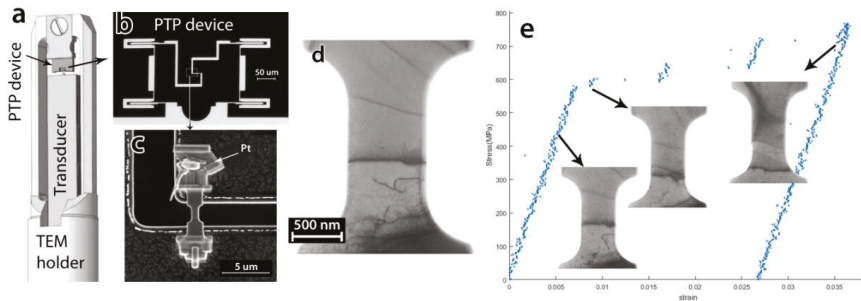 a
PTP device
Transducer
TEM
holder
b
PTP device
50 um
c
Pt
5 um
d
500 nm
e
Stress(MPa)
800
700
600
500
400
300
200
100
0
0
0.005
0.01
0.015
0.02
0.025
0.03
0.035
strain